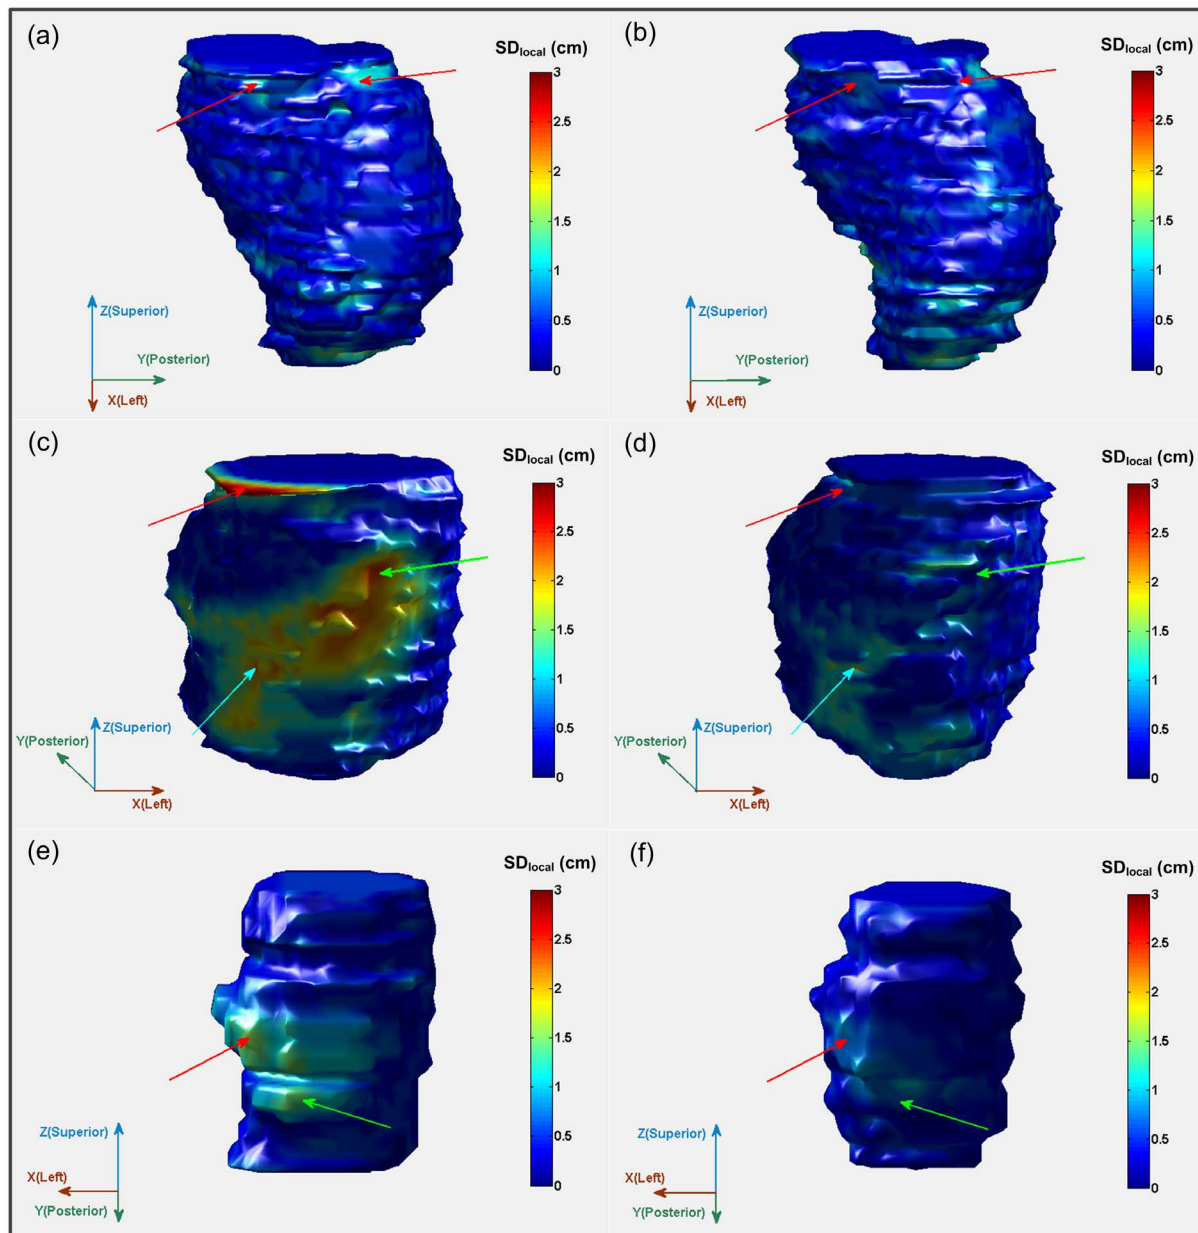 (a)
SDlocal (cm)
3
2.5
2
1.5
1
0.5
0
Z(Superior)
Y(Posterior)
X(Left)
(b)
SDlocal (cm)
3
2.5
2
1.5
1
0.5
0
Z(Superior)
Y(Posterior)
X(Left)
(c)
SDlocal (cm)
3
2.5
2
1.5
1
0.5
0
Y(Posterior)
Z(Superior)
X(Left)
(d)
SDlocal (cm)
3
2.5
2
1.5
1
0.5
0
Y(Posterior)
Z(Superior)
X(Left)
(e)
SDlocal (cm)
3
2.5
2
1.5
1
0.5
0
Z(Superior)
X(Left)
Y(Posterior)
(f)
SDlocal (cm)
3
2.5
2
1.5
1
0.5
0
Z(Superior)
X(Left)
Y(Posterior)